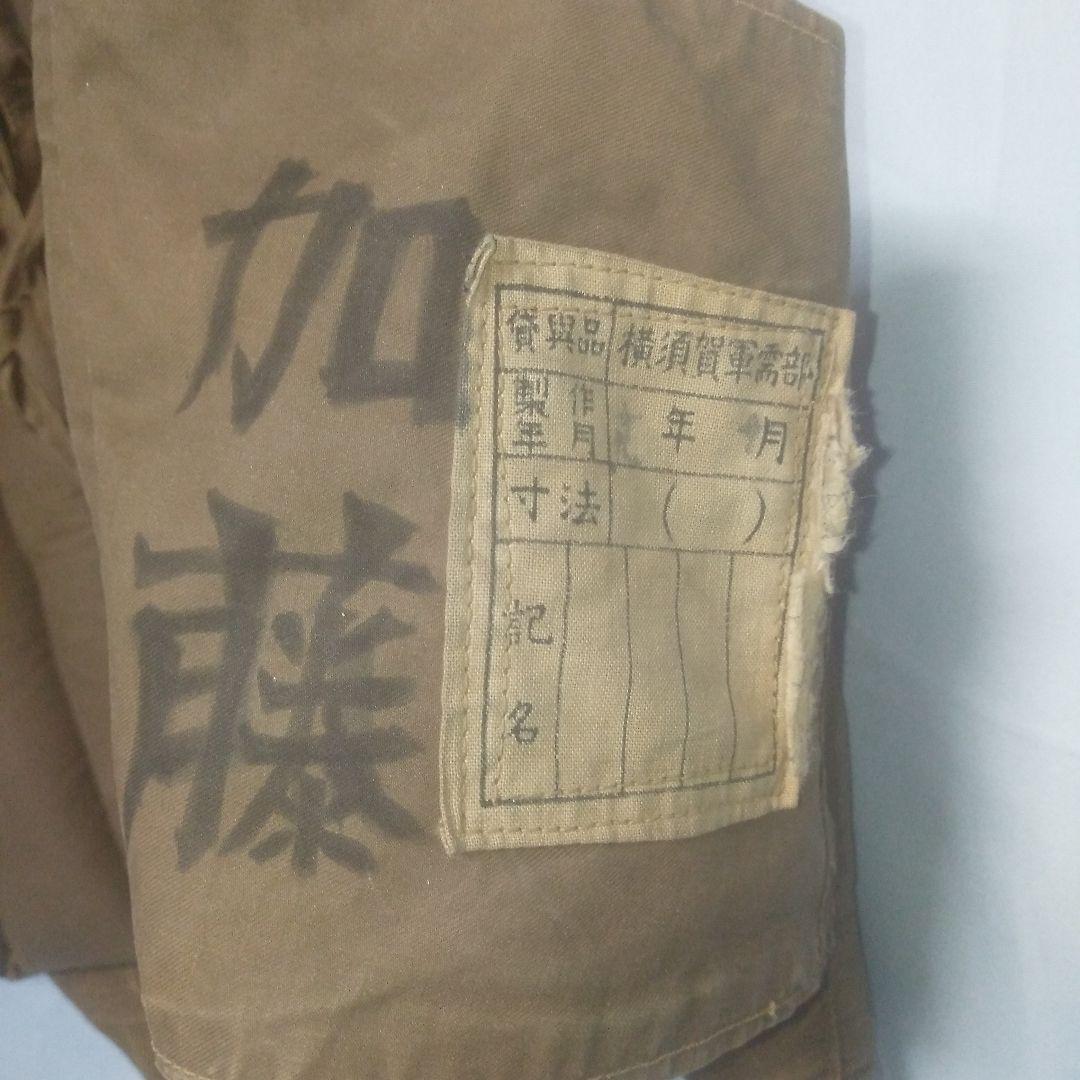 加藤
貸與品 横須賀軍需部
製作年月 年 月
寸法 ( )
記名